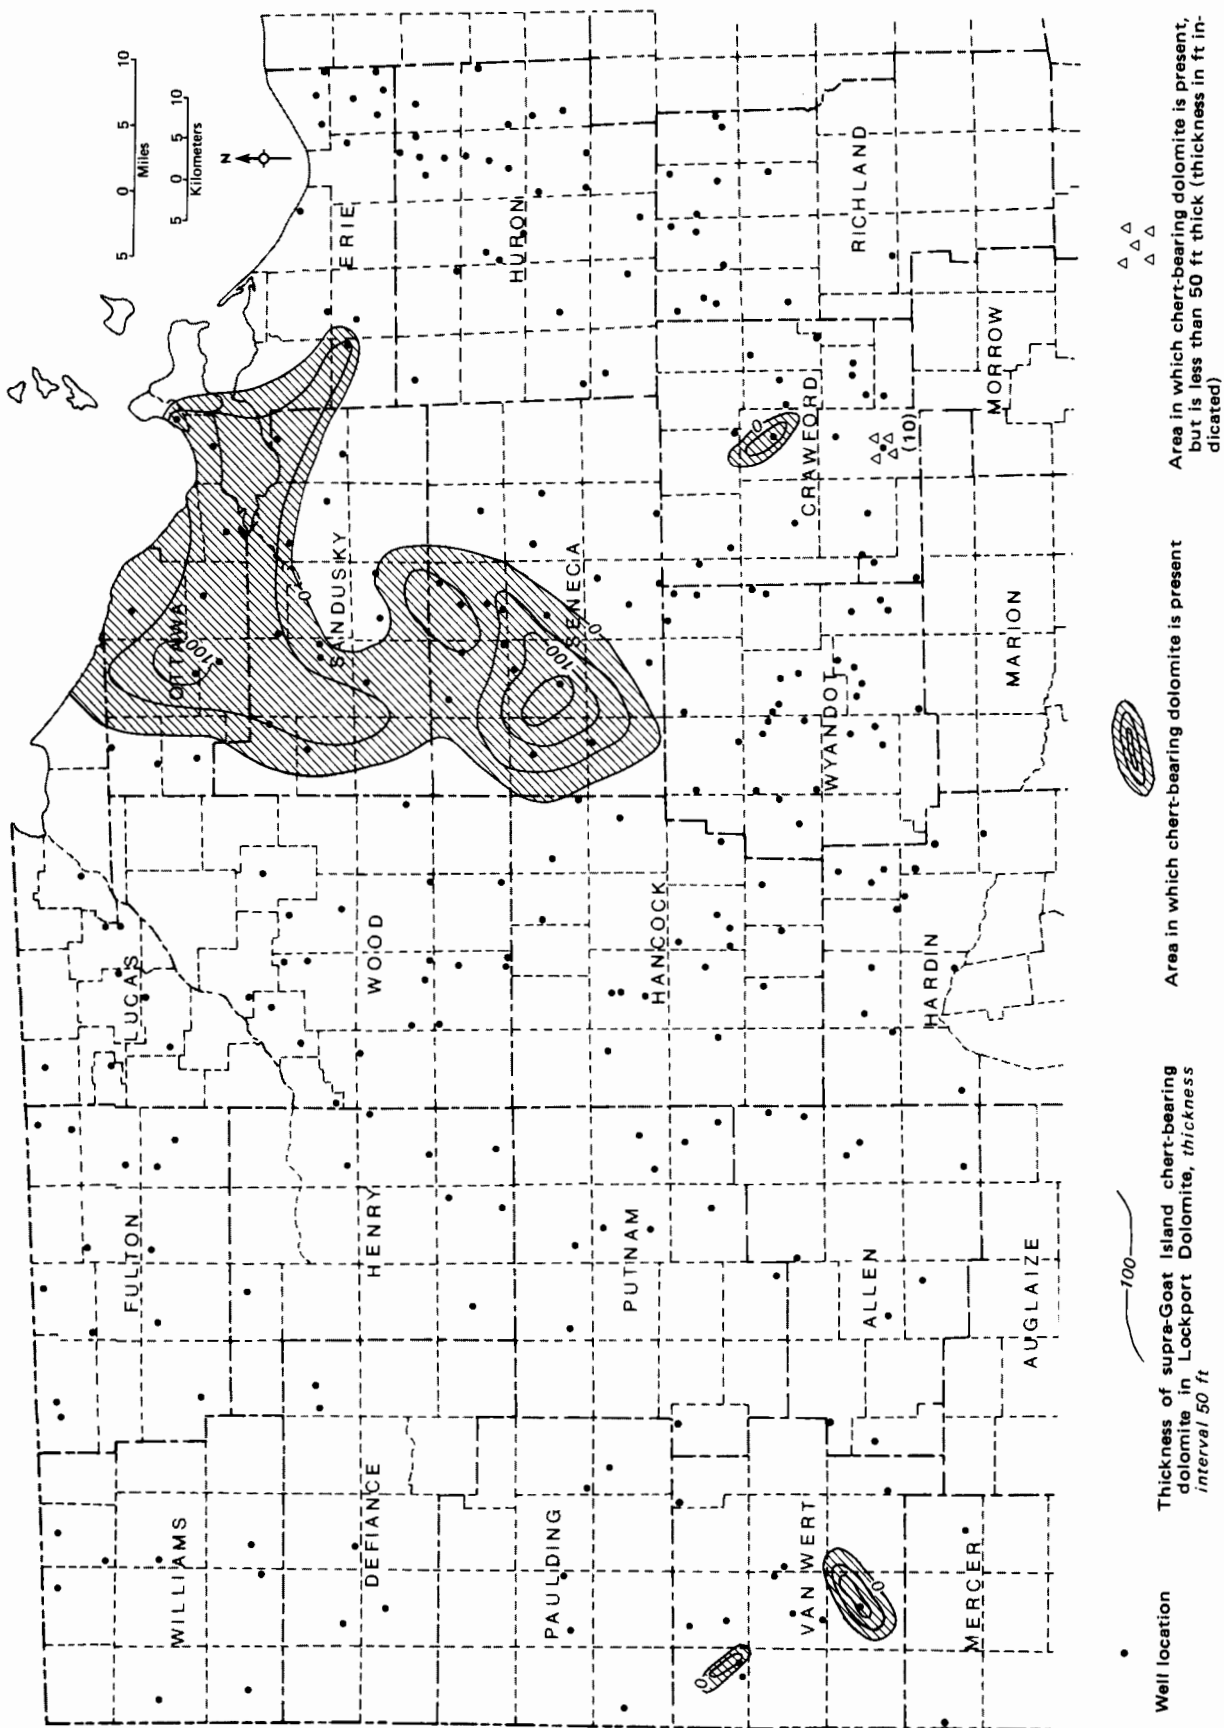 10
5
0
5
Miles
10
5
0
5
Kilometers
N
WILLIAMS
FULTON
LUCAS
OTTAWA
ERIE
DEFIANCE
HENRY
WOOD
SANDUSKY
HURON
PAULDING
PUTNAM
HANCOCK
SENECA
CRAWFORD
RICHLAND
VAN WERT
ALLEN
HARDIN
WYANDOT
MARION
MORROW
MERCER
AUGLAIZE
100
0
100
0
0
(10)
0
0
Well location
100
Thickness of supra-Goat Island chert-bearing
dolomite in Lockport Dolomite, thickness
interval 50 ft
Area in which chert-bearing dolomite is present
Area in which chert-bearing dolomite is present,
but is less than 50 ft thick (thickness in ft in-
dicated)